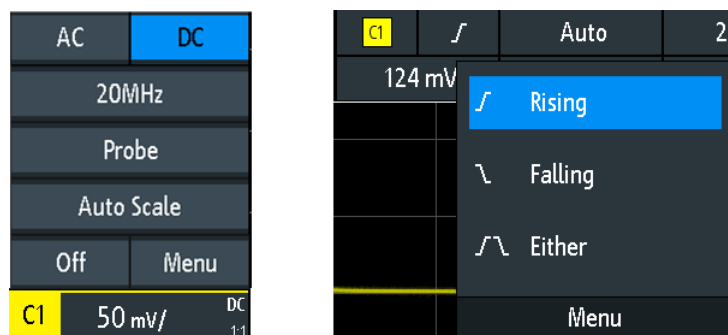 AC DC
20MHz
Probe
Auto Scale
Off Menu
C1 50 mV/ DC
1:1
C1 Auto 2
124 mV
Rising
Falling
Either
Menu